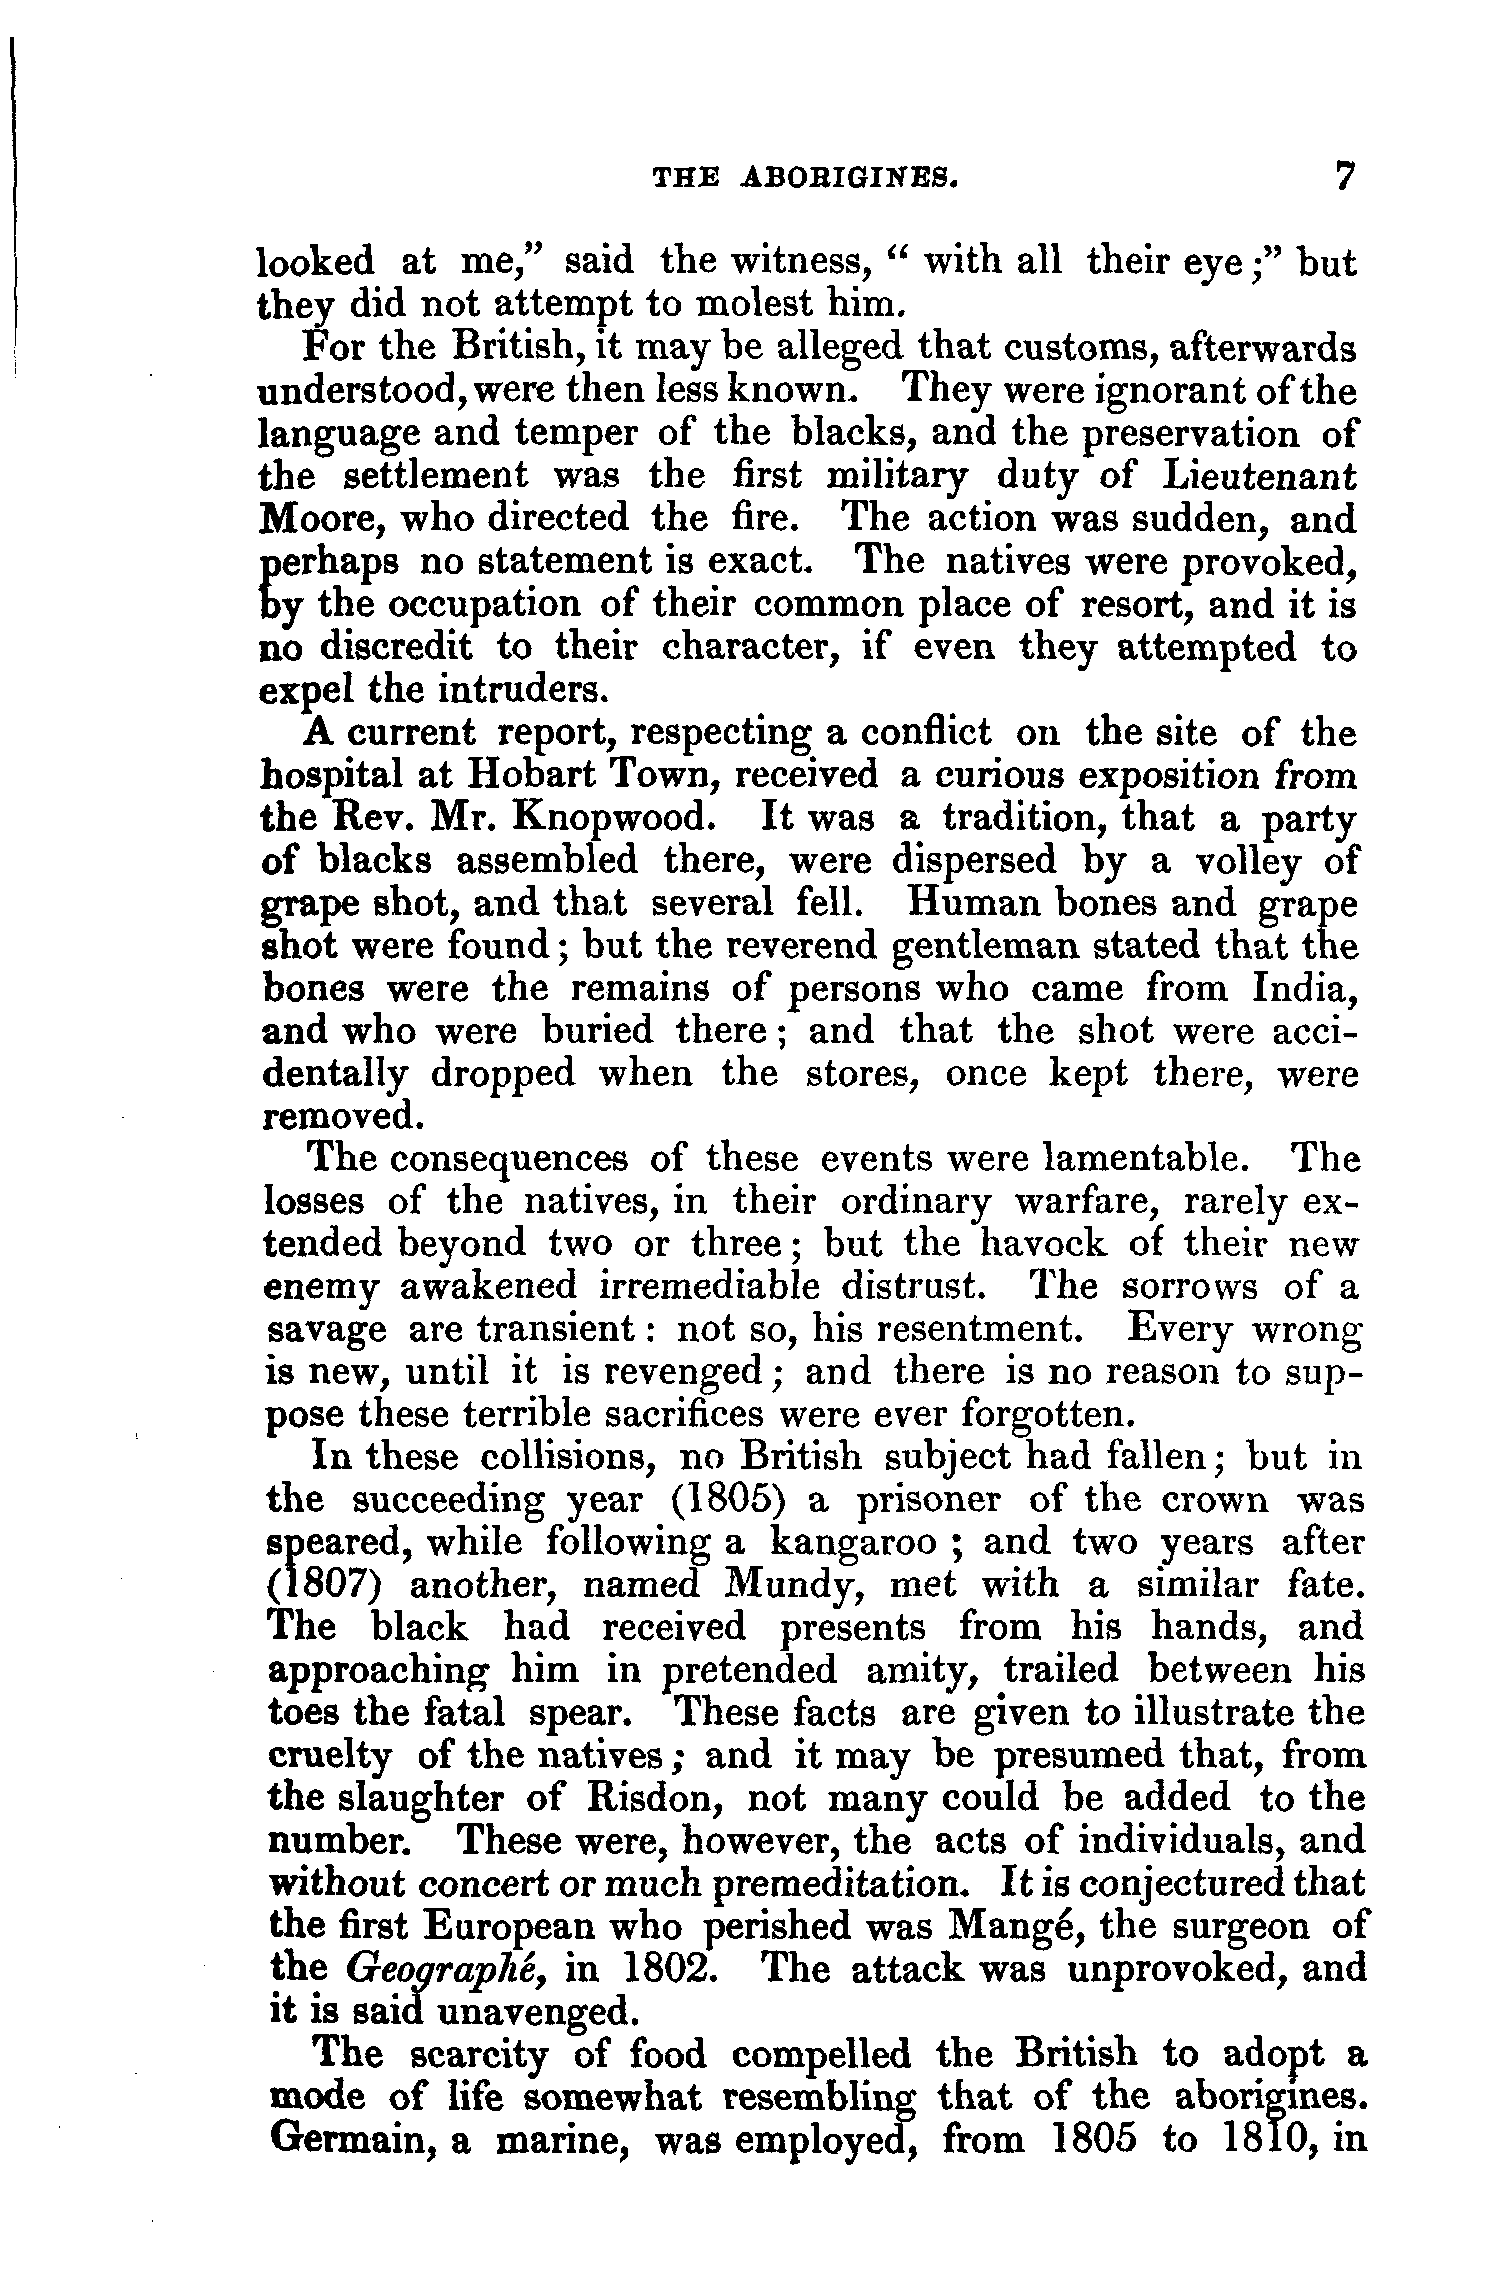 THE ABORIGINES. 7
looked at me,” said the witness, “ with all their eye ;” but
they did not attempt to molest him.
For the British, it may be alleged that customs, afterwards
understood, were then less known. They were ignorant of the
language and temper of the blacks, and the preservation of
the settlement was the first military duty of Lieutenant
Moore, who directed the fire. The action was sudden, and
perhaps no statement is exact. The natives were provoked,
by the occupation of their common place of resort, and it is
no discredit to their character, if even they attempted to
expel the intruders.
A current report, respecting a conflict on the site of the
hospital at Hobart Town, received a curious exposition from
the Rev. Mr. Knopwood. It was a tradition, that a party
of blacks assembled there, were dispersed by a volley of
grape shot, and that several fell. Human bones and grape
shot were found ; but the reverend gentleman stated that the
bones were the remains of persons who came from India,
and who were buried there ; and that the shot were acci-
dentally dropped when the stores, once kept there, were
removed.
The consequences of these events were lamentable. The
losses of the natives, in their ordinary warfare, rarely ex-
tended beyond two or three ; but the havock of their new
enemy awakened irremediable distrust. The sorrows of a
savage are transient : not so, his resentment. Every wrong
is new, until it is revenged ; and there is no reason to sup-
pose these terrible sacrifices were ever forgotten.
In these collisions, no British subject had fallen ; but in
the succeeding year (1805) a prisoner of the crown was
speared, while following a kangaroo ; and two years after
(1807) another, named Mundy, met with a similar fate.
The black had received presents from his hands, and
approaching him in pretended amity, trailed between his
toes the fatal spear. These facts are given to illustrate the
cruelty of the natives ; and it may be presumed that, from
the slaughter of Risdon, not many could be added to the
number. These were, however, the acts of individuals, and
without concert or much premeditation. It is conjectured that
the first European who perished was Mangé, the surgeon of
the Geographé, in 1802. The attack was unprovoked, and
it is said unavenged.
The scarcity of food compelled the British to adopt a
mode of life somewhat resembling that of the aborigines.
Germain, a marine, was employed, from 1805 to 1810, in